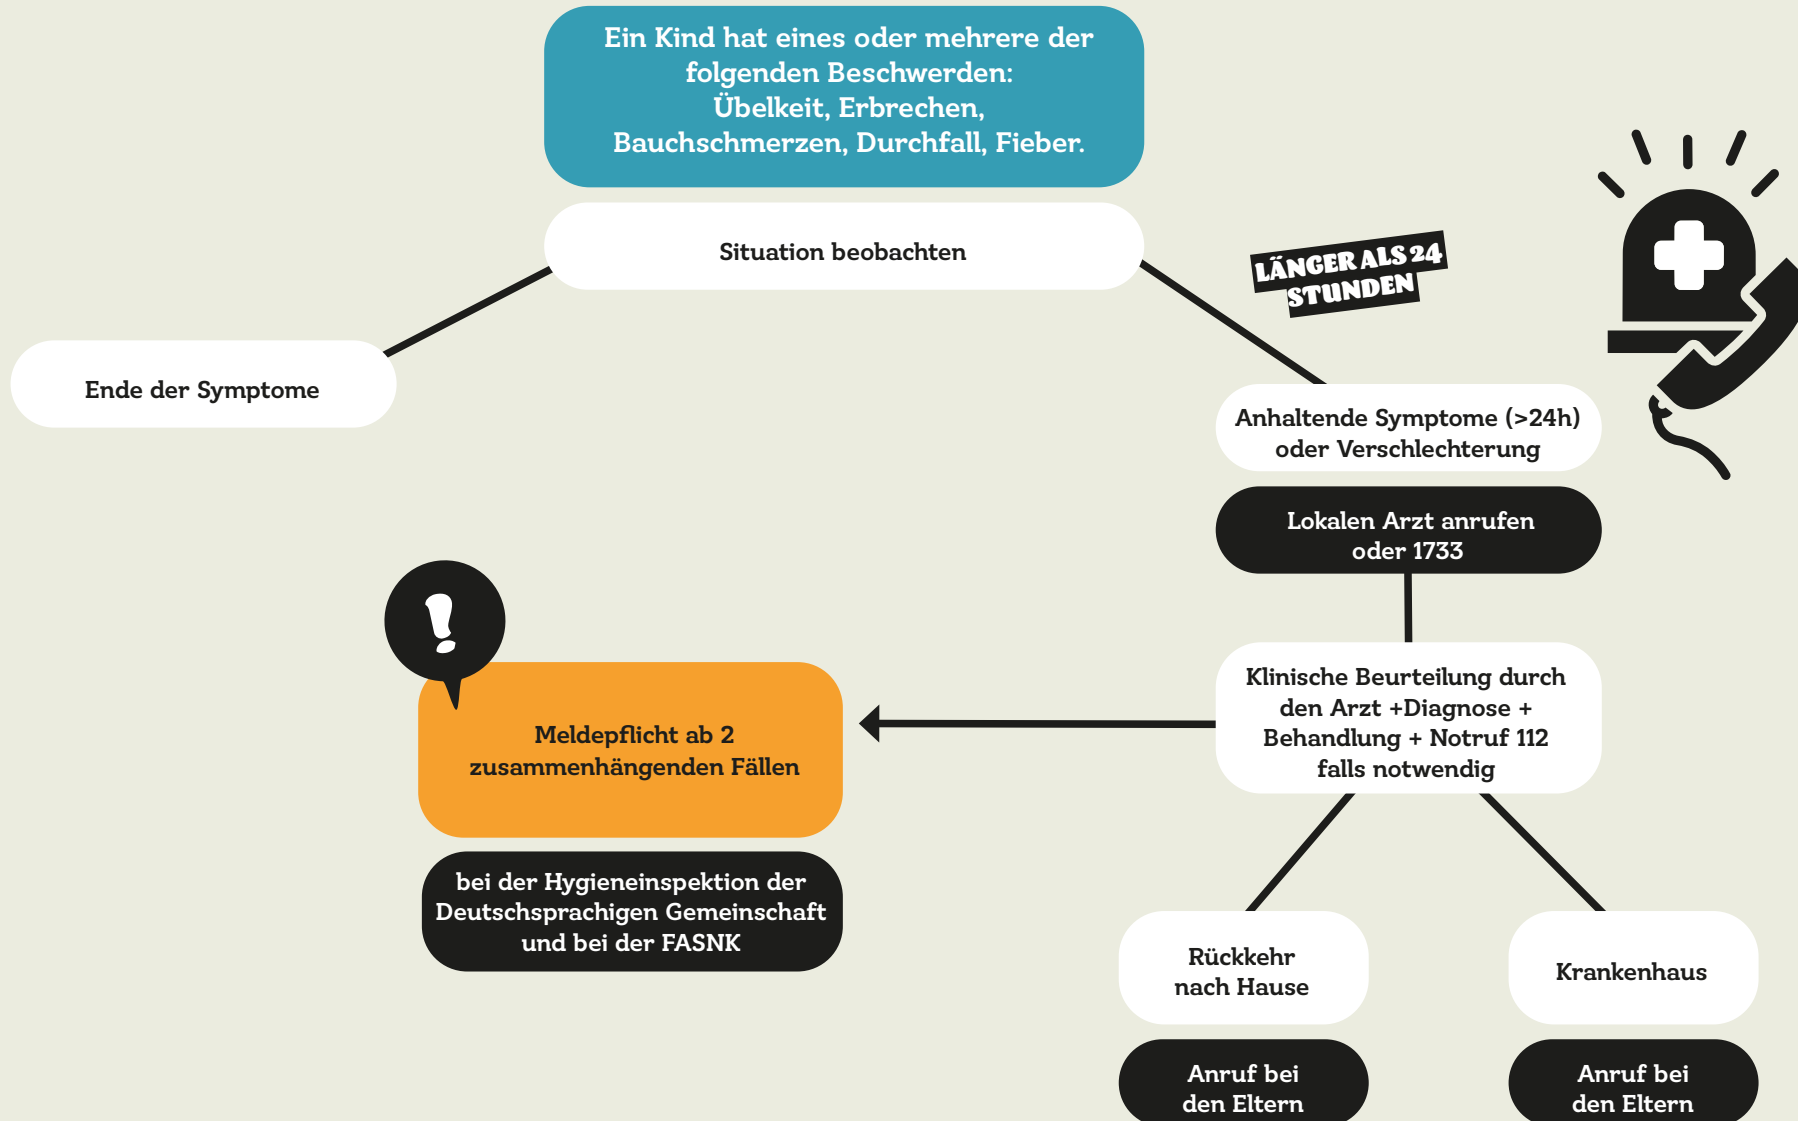 Ein Kind hat eines oder mehrere der
folgenden Beschwerden:
Übelkeit, Erbrechen,
Bauchschmerzen, Durchfall, Fieber.
Situation beobachten
LÄNGER ALS 24
STUNDEN
Ende der Symptome
Anhaltende Symptome (>24h)
oder Verschlechterung
Lokalen Arzt anrufen
oder 1733
!
Klinische Beurteilung durch
den Arzt +Diagnose +
Behandlung + Notruf 112
falls notwendig
Meldepflicht ab 2
zusammenhängenden Fällen
bei der Hygieneinspektion der
Deutschsprachigen Gemeinschaft
und bei der FASNK
Rückkehr
nach Hause
Krankenhaus
Anruf bei
den Eltern
Anruf bei
den Eltern